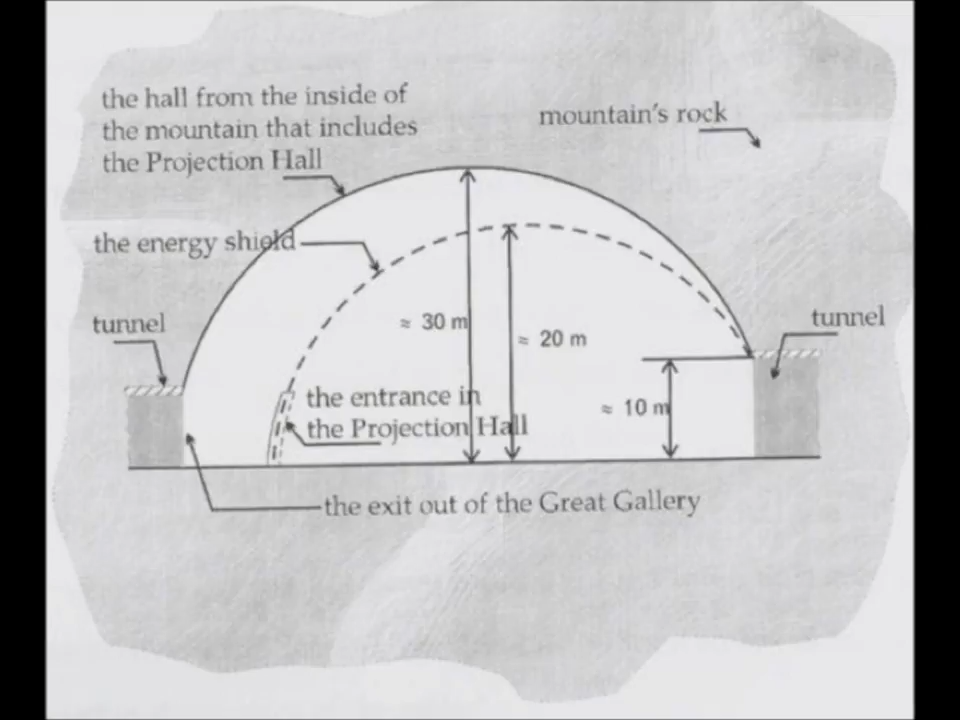 the hall from the inside of
the mountain that includes
the Projection Hall
mountain's rock
the energy shield
tunnel
tunnel
≈ 30 m
≈ 20 m
the entrance in
the Projection Hall
≈ 10 m
the exit out of the Great Gallery